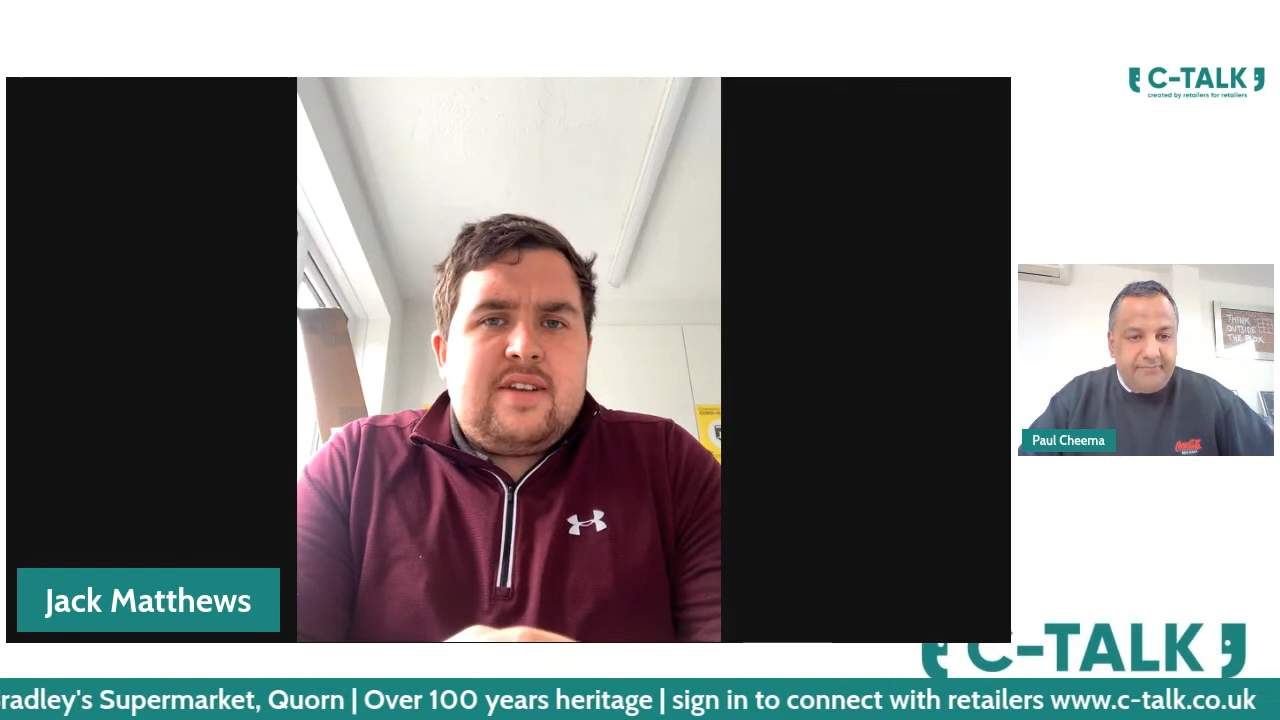 C-TALK
created by retailers for retailers
THINK
OUTSIDE
THE BOX
Paul Cheema
Jack Matthews
C-TALK
radley's Supermarket, Quorn | Over 100 years heritage | sign in to connect with retailers www.c-talk.co.uk